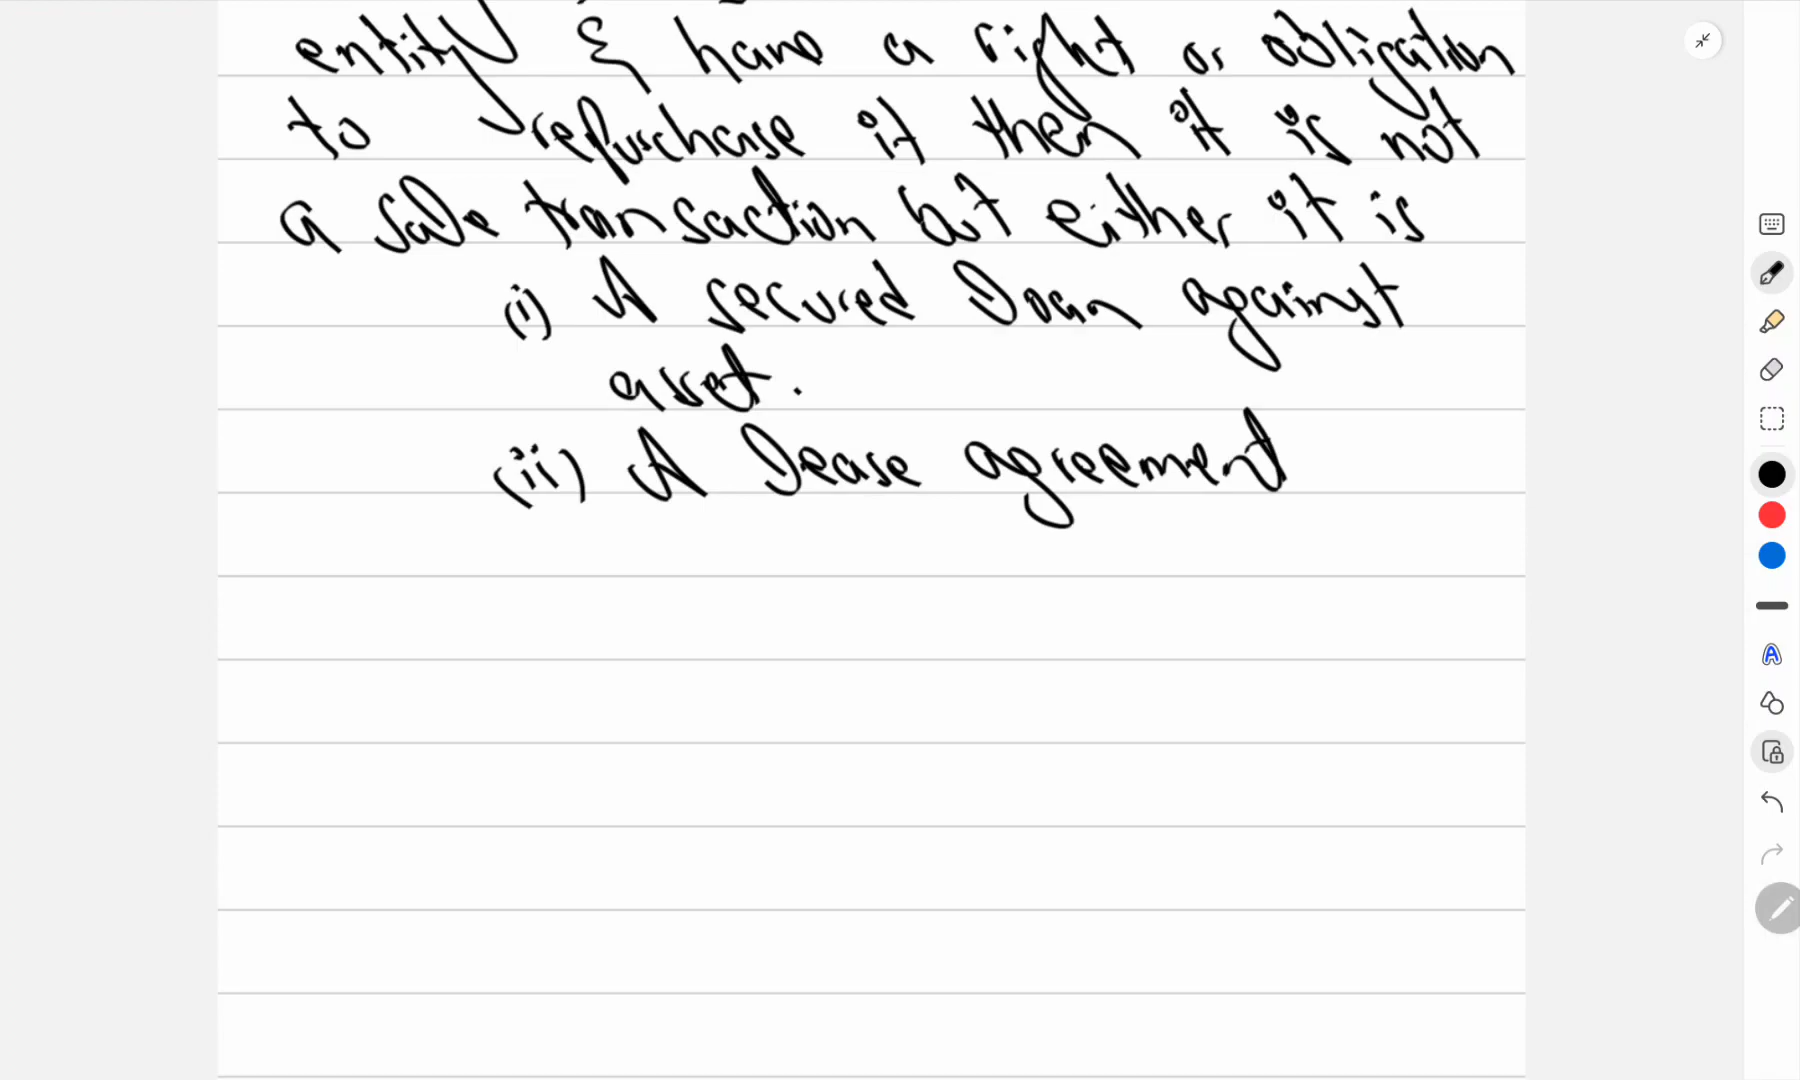 entity & have a right or obligation
to repurchase it then it is not
a sale transaction but either it is
(i) A secured loan against
asset.
(ii) A lease agreement